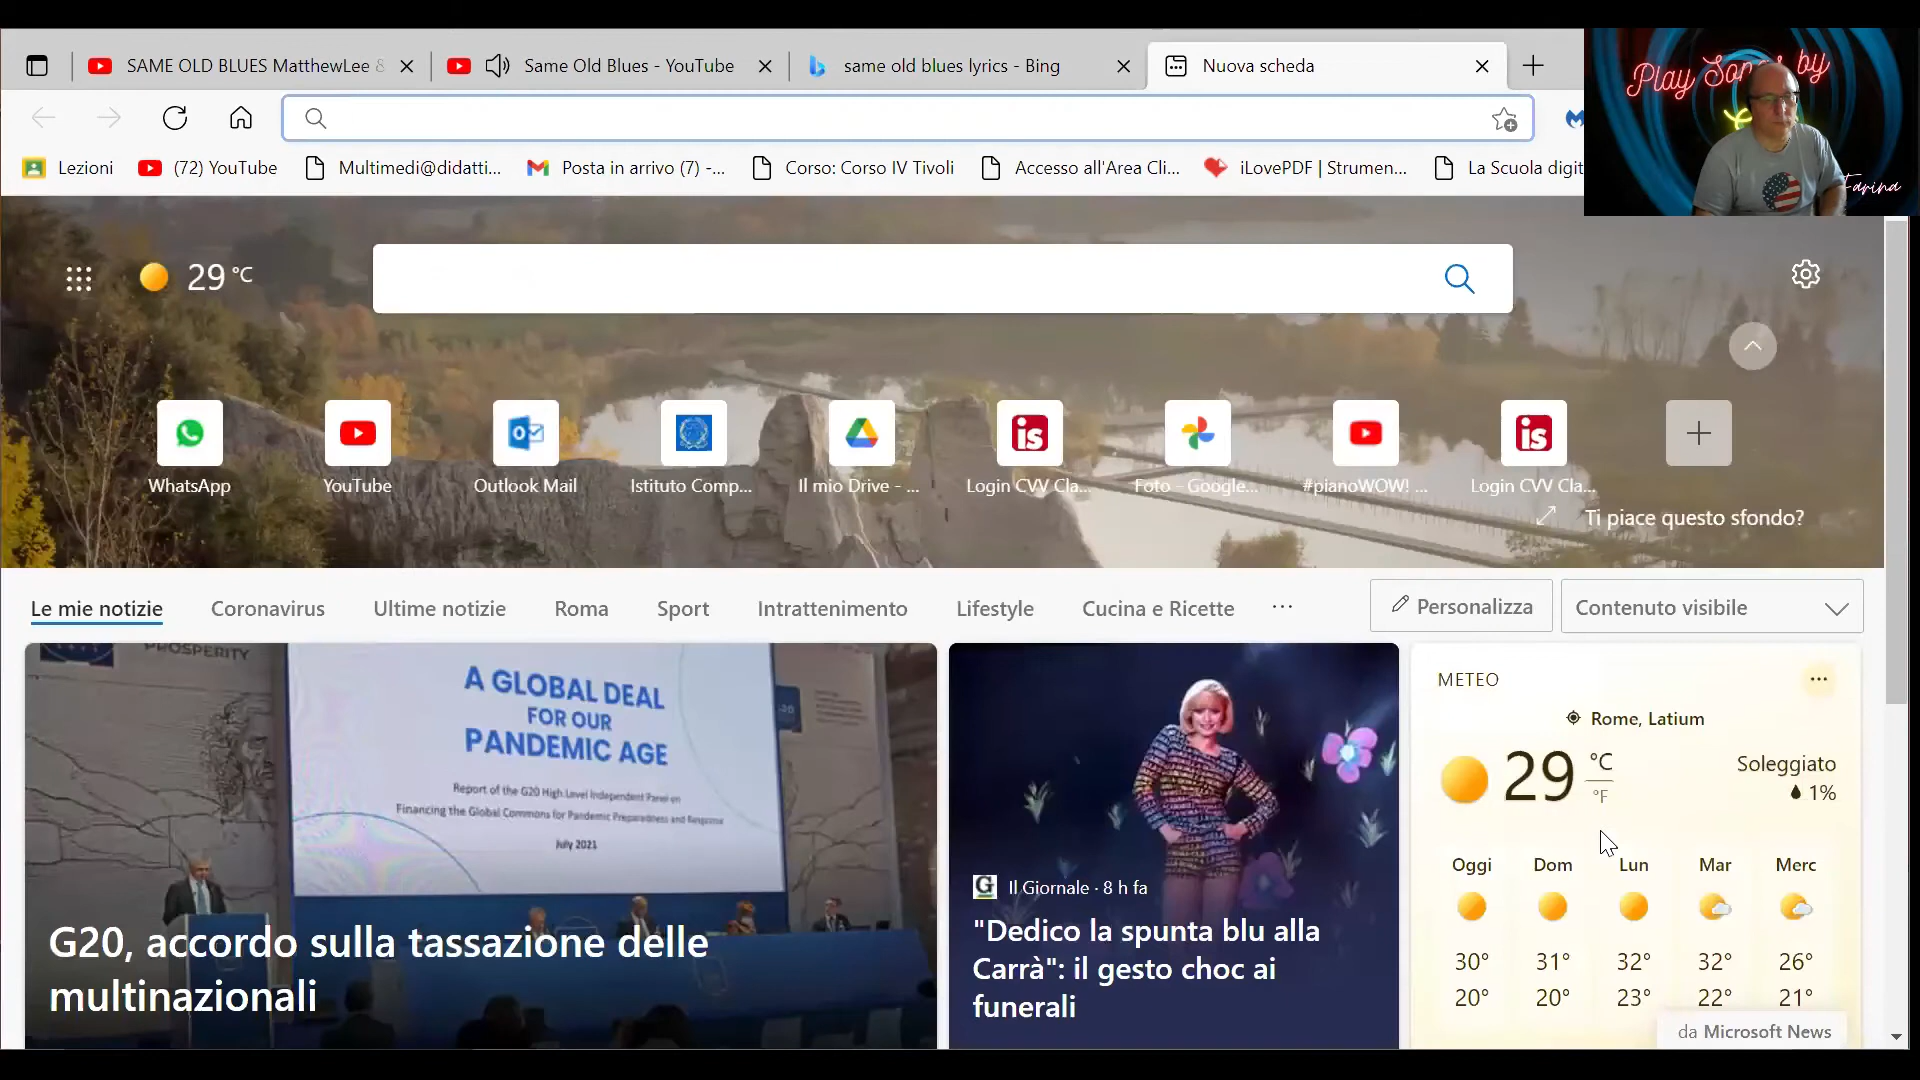 SAME OLD BLUES MatthewLee &
Same Old Blues - YouTube
same old blues lyrics - Bing
Nuova scheda
Play Songs by
Farina
Lezioni
(72) YouTube
Multimedi@didatti...
Posta in arrivo (7) -...
Corso: Corso IV Tivoli
Accesso all'Area Cli...
iLovePDF | Strumen...
La Scuola digit
29 °C
WhatsApp
YouTube
Outlook Mail
Istituto Comp...
Il mio Drive - ...
Login CVV Cla...
Foto - Google...
#pianoWOW! ...
Login CVV Cla...
Ti piace questo sfondo?
Le mie notizie
Coronavirus
Ultime notizie
Roma
Sport
Intrattenimento
Lifestyle
Cucina e Ricette
...
Personalizza
Contenuto visibile
PROSPERITY
A GLOBAL DEAL
FOR OUR
PANDEMIC AGE
Report of the G20 High Level Independent Panel on
Financing the Global Commons for Pandemic Preparedness and Response
July 2021
G20, accordo sulla tassazione delle
multinazionali
Il Giornale · 8 h fa
"Dedico la spunta blu alla
Carrà": il gesto choc ai
funerali
METEO
...
Rome, Latium
29 °C
°F
Soleggiato
1%
Oggi Dom Lun Mar Merc
30° 31° 32° 32° 26°
20° 20° 23° 22° 21°
da Microsoft News